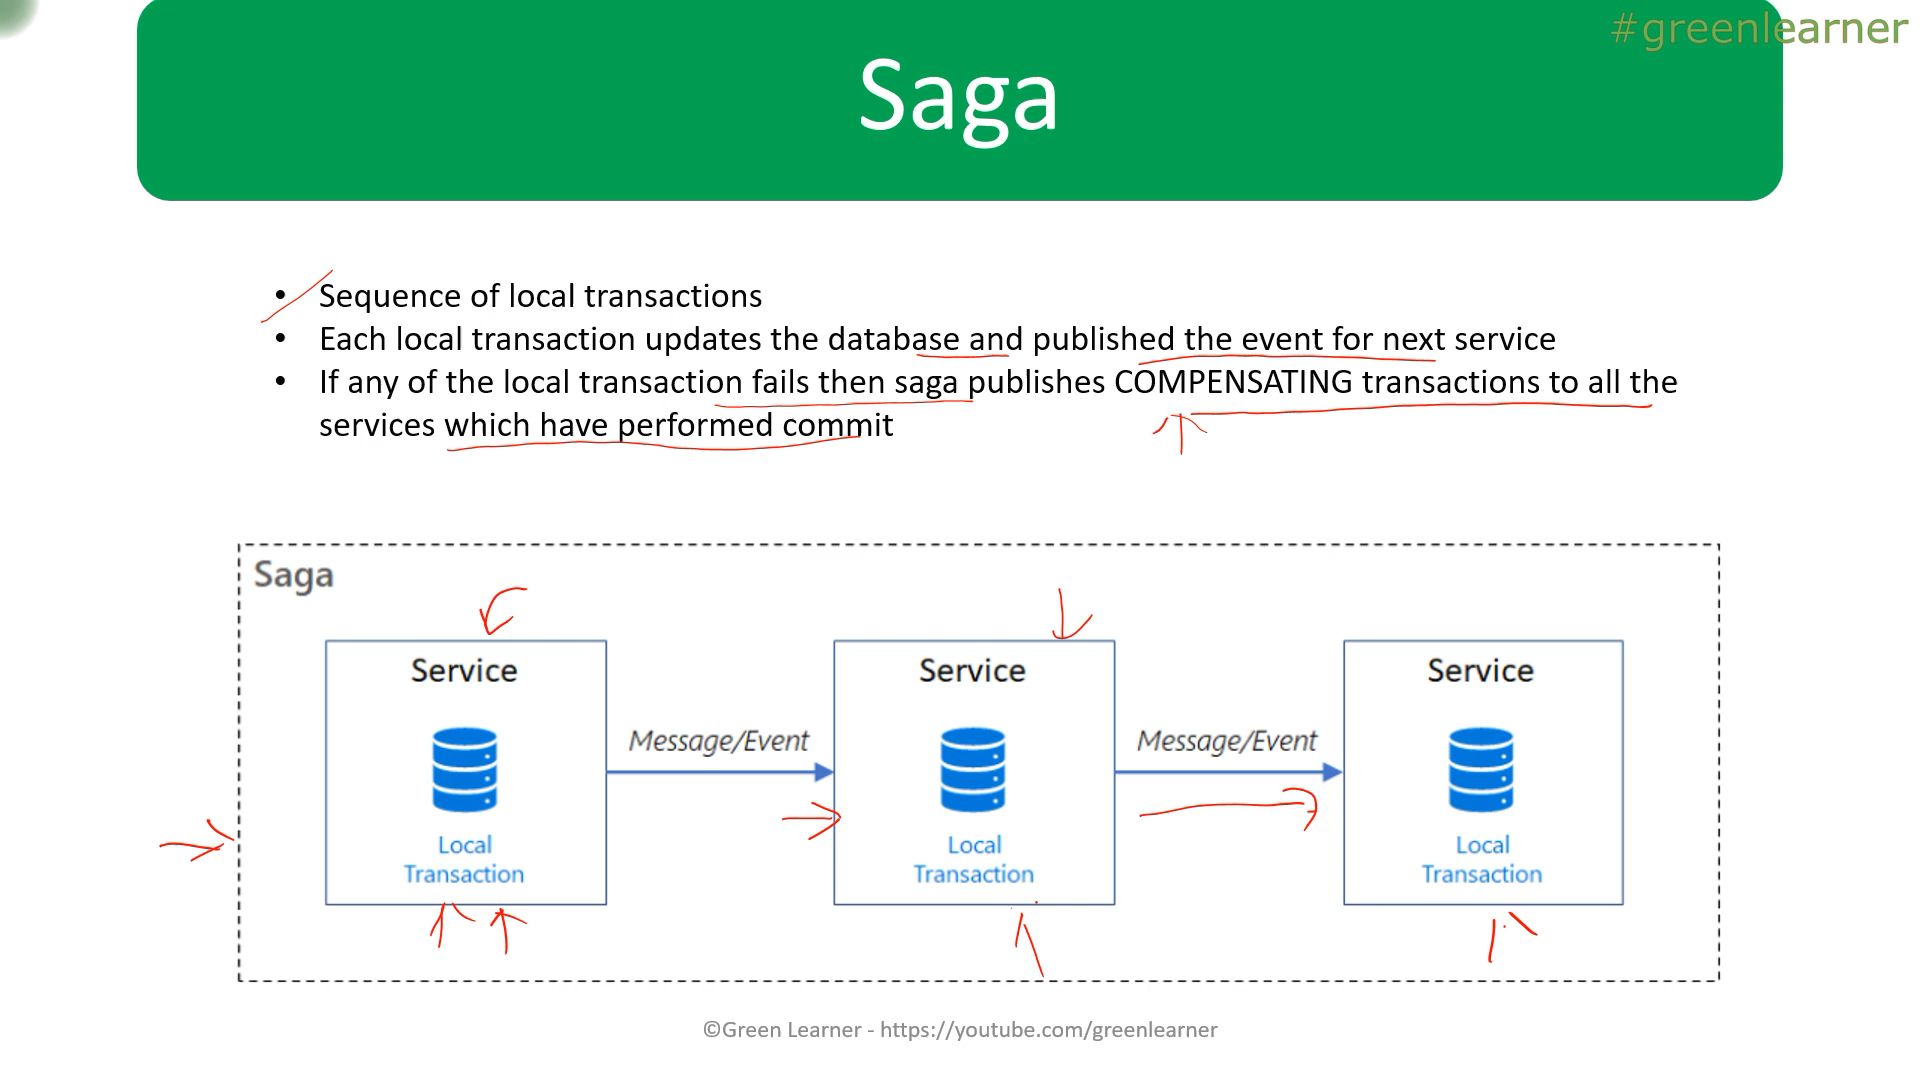 #greenlearner
Saga
• Sequence of local transactions
• Each local transaction updates the database and published the event for next service
• If any of the local transaction fails then saga publishes COMPENSATING transactions to all the
services which have performed commit
Saga
Service
Service
Service
Message/Event
Message/Event
Local
Transaction
Local
Transaction
Local
Transaction
©Green Learner - https://youtube.com/greenlearner